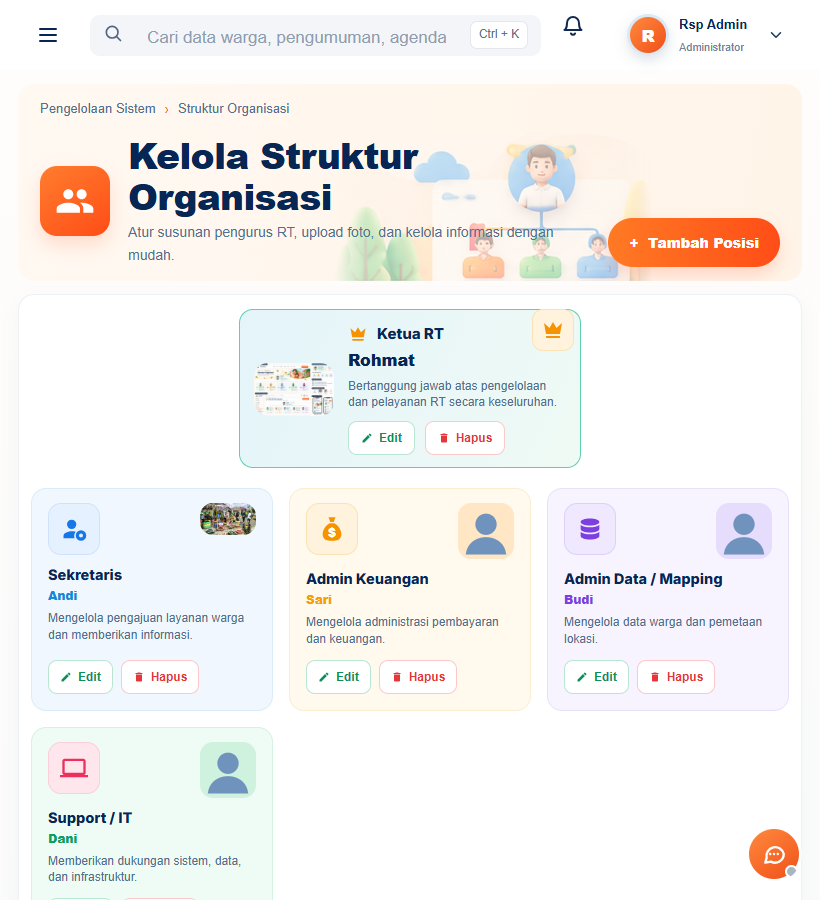 Cari data warga, pengumuman, agenda
Ctrl + K
R
Rsp Admin
Administrator
Pengelolaan Sistem › Struktur Organisasi
Kelola Struktur
Organisasi
Atur susunan pengurus RT, upload foto, dan kelola informasi dengan
mudah.
+ Tambah Posisi
Ketua RT
Rohmat
Bertanggung jawab atas pengelolaan
dan pelayanan RT secara keseluruhan.
Edit
Hapus
Sekretaris
Andi
Mengelola pengajuan layanan warga
dan memberikan informasi.
Edit
Hapus
Admin Keuangan
Sari
Mengelola administrasi pembayaran
dan keuangan.
Edit
Hapus
Admin Data / Mapping
Budi
Mengelola data warga dan pemetaan
lokasi.
Edit
Hapus
Support / IT
Dani
Memberikan dukungan sistem, data,
dan infrastruktur.